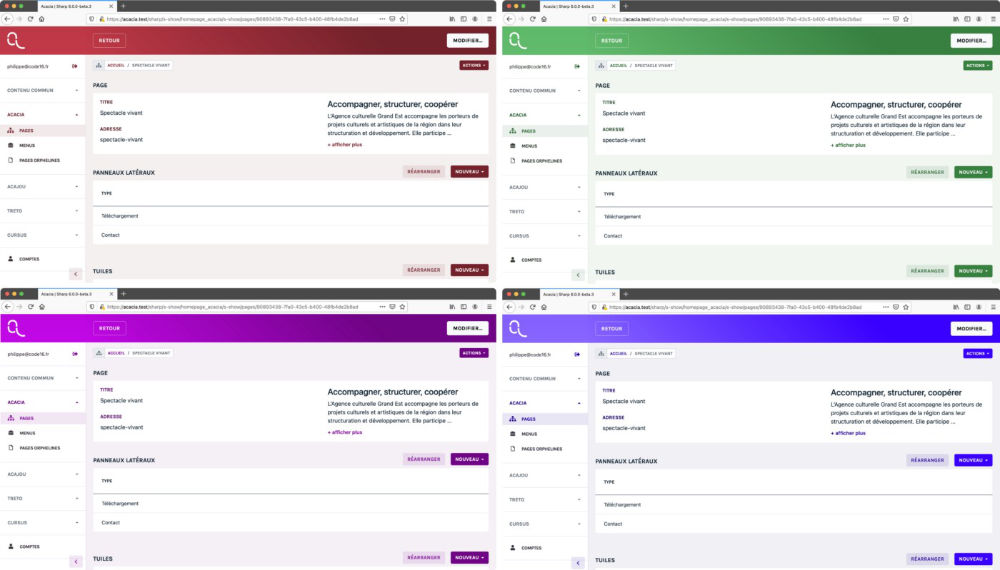 Acacia | Sharp 6.0.0-beta.3
https://acacia.test/sharp/s-show/homepage_acacia/s-show/pages/90893438-7fa0-43c5-b400-48fb4de2b8ad
RETOUR
MODIFIER...
philippe@code16.fr
ACCUEIL / SPECTACLE VIVANT
ACTIONS
CONTENU COMMUN
PAGE
ACACIA
TITRE
Spectacle vivant
Accompagner, structurer, coopérer
L'Agence culturelle Grand Est accompagne les porteurs de
projets culturels et artistiques de la région dans leur
structuration et développement. Elle participe ...
PAGES
ADRESSE
spectacle-vivant
+ afficher plus
MENUS
PAGES ORPHELINES
PANNEAUX LATÉRAUX
RÉARRANGER
NOUVEAU
ACAJOU
TYPE
TRETO
Téléchargement
CURSUS
Contact
COMPTES
TUILES
RÉARRANGER
NOUVEAU
Acacia | Sharp 6.0.0-beta.3
https://acacia.test/sharp/s-show/homepage_acacia/s-show/pages/90893438-7fa0-43c5-b400-48fb4de2b8ad
RETOUR
MODIFIER...
philippe@code16.fr
ACCUEIL / SPECTACLE VIVANT
ACTIONS
CONTENU COMMUN
PAGE
ACACIA
TITRE
Spectacle vivant
Accompagner, structurer, coopérer
L'Agence culturelle Grand Est accompagne les porteurs de
projets culturels et artistiques de la région dans leur
structuration et développement. Elle participe ...
PAGES
ADRESSE
spectacle-vivant
+ afficher plus
MENUS
PAGES ORPHELINES
PANNEAUX LATÉRAUX
RÉARRANGER
NOUVEAU
ACAJOU
TYPE
TRETO
Téléchargement
CURSUS
Contact
COMPTES
TUILES
RÉARRANGER
NOUVEAU
Acacia | Sharp 6.0.0-beta.3
https://acacia.test/sharp/s-show/homepage_acacia/s-show/pages/90893438-7fa0-43c5-b400-48fb4de2b8ad
RETOUR
MODIFIER...
philippe@code16.fr
ACCUEIL / SPECTACLE VIVANT
ACTIONS
CONTENU COMMUN
PAGE
ACACIA
TITRE
Spectacle vivant
Accompagner, structurer, coopérer
L'Agence culturelle Grand Est accompagne les porteurs de
projets culturels et artistiques de la région dans leur
structuration et développement. Elle participe ...
PAGES
ADRESSE
spectacle-vivant
+ afficher plus
MENUS
PAGES ORPHELINES
PANNEAUX LATÉRAUX
RÉARRANGER
NOUVEAU
ACAJOU
TYPE
TRETO
Téléchargement
CURSUS
Contact
COMPTES
TUILES
RÉARRANGER
NOUVEAU
Acacia | Sharp 6.0.0-beta.3
https://acacia.test/sharp/s-show/homepage_acacia/s-show/pages/90893438-7fa0-43c5-b400-48fb4de2b8ad
RETOUR
MODIFIER...
philippe@code16.fr
ACCUEIL / SPECTACLE VIVANT
ACTIONS
CONTENU COMMUN
PAGE
ACACIA
TITRE
Spectacle vivant
Accompagner, structurer, coopérer
L'Agence culturelle Grand Est accompagne les porteurs de
projets culturels et artistiques de la région dans leur
structuration et développement. Elle participe ...
PAGES
ADRESSE
spectacle-vivant
+ afficher plus
MENUS
PAGES ORPHELINES
PANNEAUX LATÉRAUX
RÉARRANGER
NOUVEAU
ACAJOU
TYPE
TRETO
Téléchargement
CURSUS
Contact
COMPTES
TUILES
RÉARRANGER
NOUVEAU